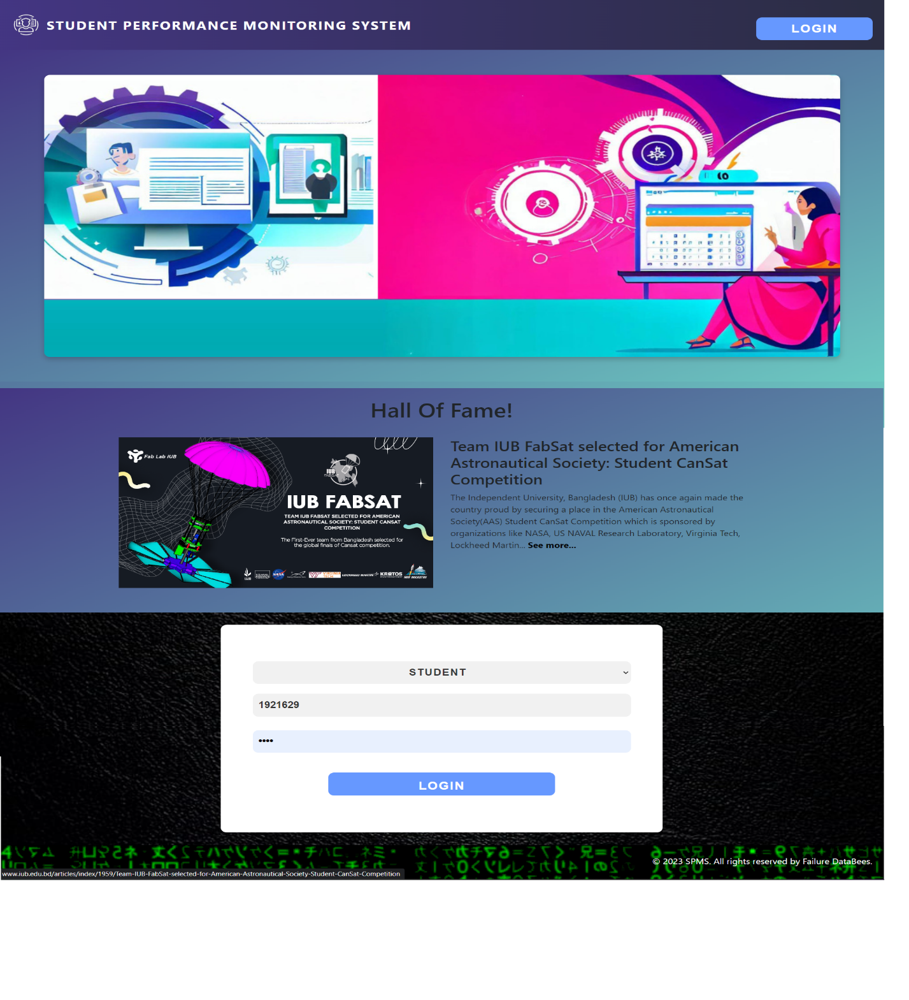 STUDENT PERFORMANCE MONITORING SYSTEM
LOGIN
Hall Of Fame!
Fab Lab IUB
IUB
FABSAT
IUB FABSAT
TEAM IUB FABSAT SELECTED FOR AMERICAN
ASTRONAUTICAL SOCIETY: STUDENT CANSAT
COMPETITION
The First-Ever team from Bangladesh selected for
the global finals of Cansat competition.
NASA
VIRGINIA
TECH
LOCKHEED MARTIN
KRATOS
Team IUB FabSat selected for American
Astronautical Society: Student CanSat
Competition
The Independent University, Bangladesh (IUB) has once again made the
country proud by securing a place in the American Astronautical
Society(AAS) Student CanSat Competition which is sponsored by
organizations like NASA, US NAVAL Research Laboratory, Virginia Tech,
Lockheed Martin... See more...
STUDENT
1921629
••••
LOGIN
© 2023 SPMS. All rights reserved by Failure DataBees.
www.iub.edu.bd/articles/index/1959/Team-IUB-FabSat-selected-for-American-Astronautical-Society-Student-CanSat-Competition